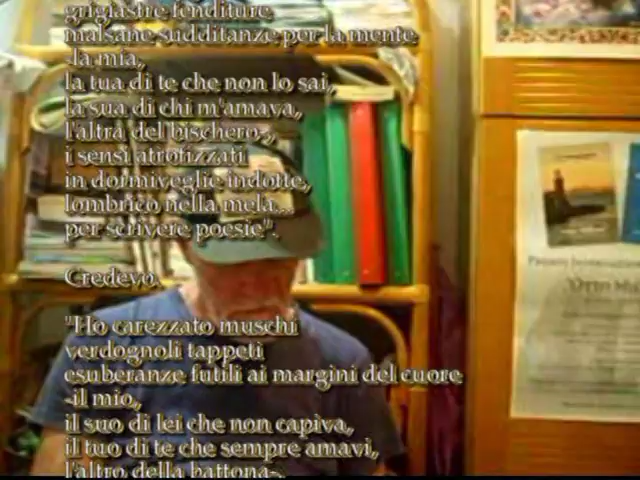 grigiastre fenditure
malsane sudditanze per la mente
-la mia,
la tua di te che non lo sai,
la sua di chi m'amava,
l'altra del bischero-,
i sensi atrofizzati
in dormiveglie indotte,
lombrico nella mela...
per scrivere poesie".
Credevo.
"Ho carezzato muschi
verdognoli tappeti
esuberanze futili ai margini del cuore
-il mio,
il suo di lei che non capiva,
il tuo di te che sempre amavi,
l'altro della battona-,